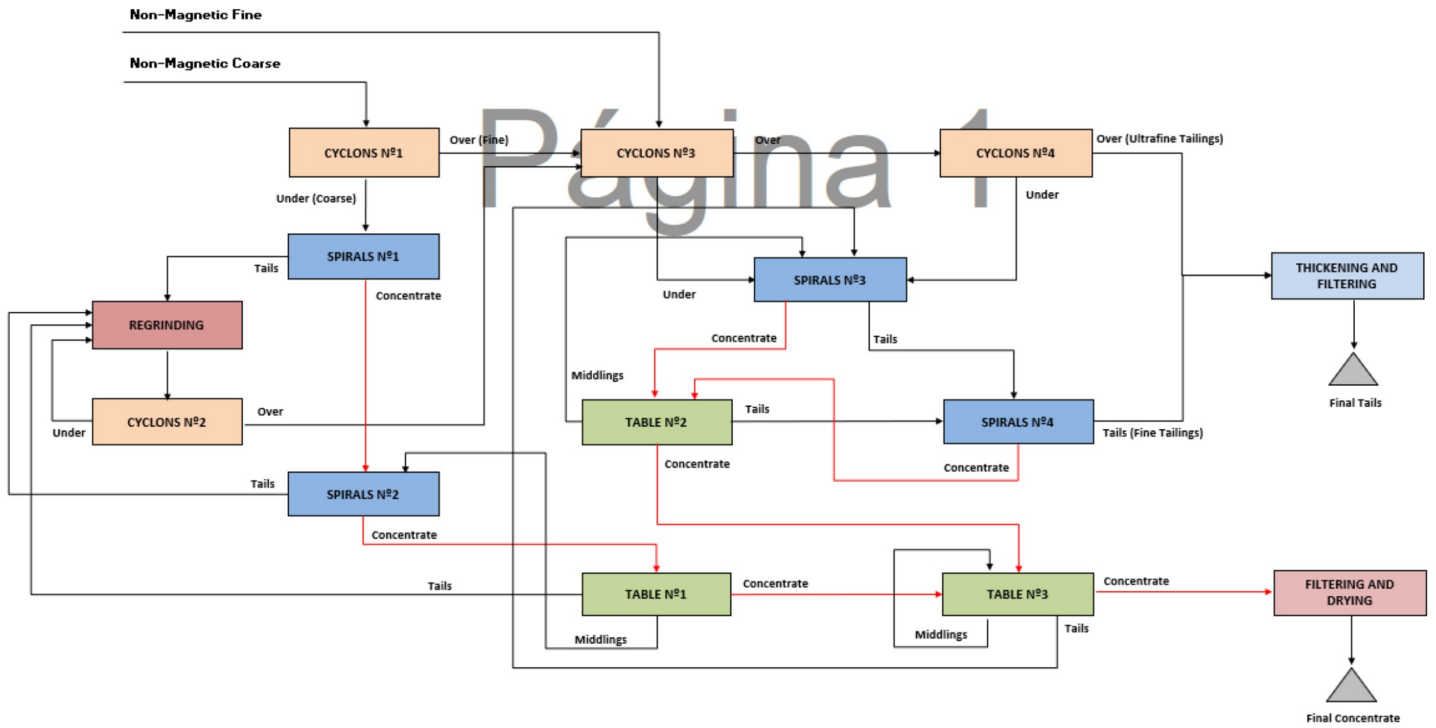 Non-Magnetic Fine
Non-Magnetic Coarse
Página 1
CYCLONS Nº1
Over (Fine)
CYCLONS Nº3
Over
CYCLONS Nº4
Over (Ultrafine Tailings)
Under (Coarse)
Under
SPIRALS Nº1
Tails
Concentrate
SPIRALS Nº3
Under
THICKENING AND
FILTERING
REGRINDING
Concentrate
Tails
Middlings
Final Tails
CYCLONS Nº2
Under
Over
TABLE Nº2
Tails
SPIRALS Nº4
Tails (Fine Tailings)
Concentrate
Concentrate
Tails
SPIRALS Nº2
Concentrate
Tails
TABLE Nº1
Concentrate
TABLE Nº3
Concentrate
FILTERING AND
DRYING
Middlings
Middlings
Tails
Final Concentrate